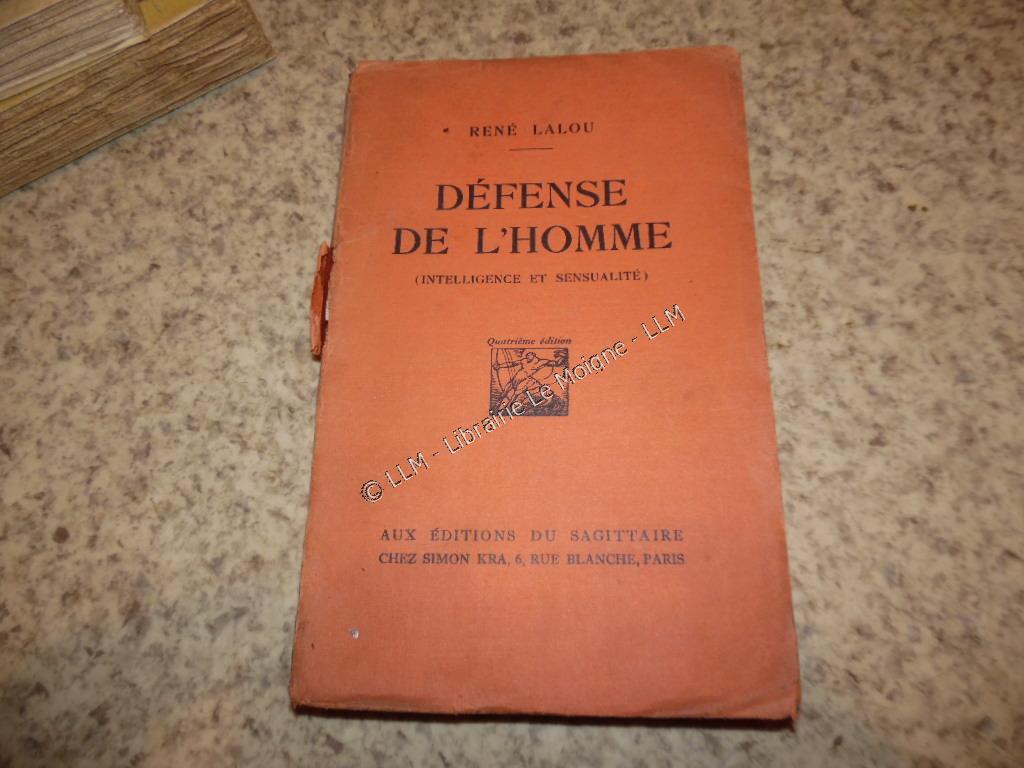 RENÉ LALOU
DÉFENSE
DE L'HOMME
(INTELLIGENCE ET SENSUALITÉ)
Quatrième édition
© LLM - Librairie Le Moigne - LLM
AUX ÉDITIONS DU SAGITTAIRE
CHEZ SIMON KRA, 6, RUE BLANCHE, PARIS